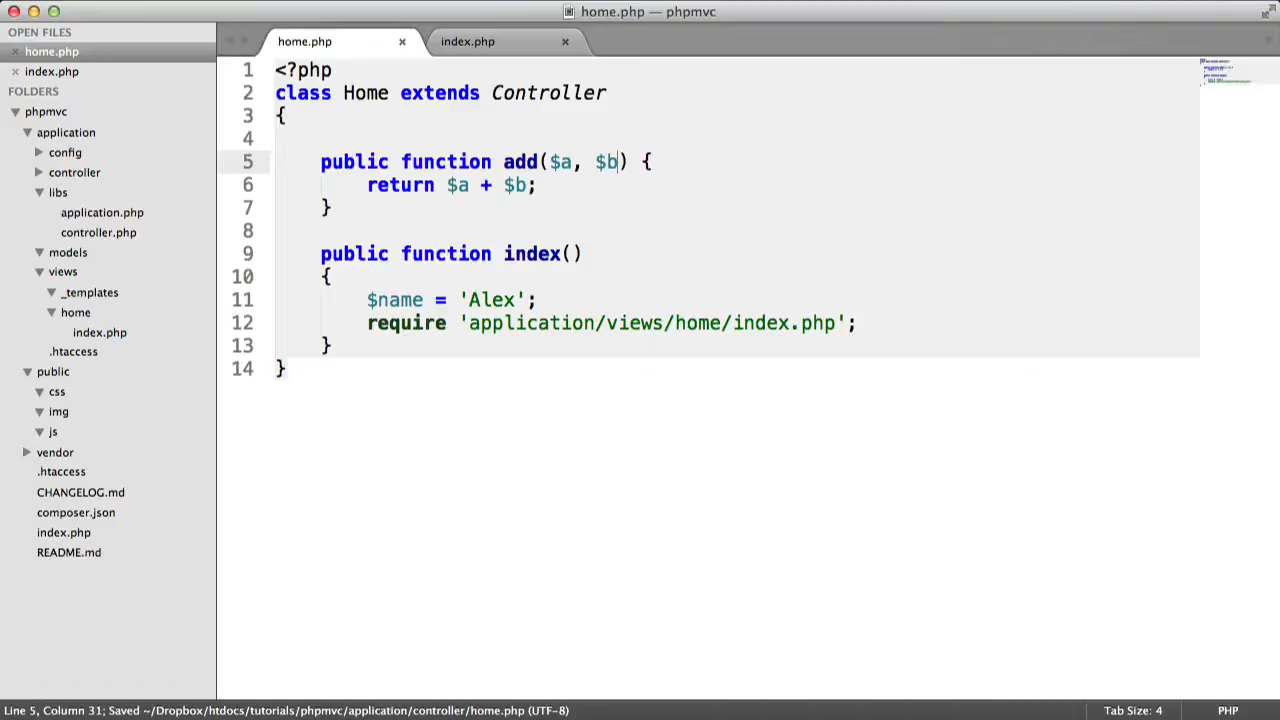 home.php — phpmvc
OPEN FILES
home.php
index.php
FOLDERS
phpmvc
application
config
controller
libs
application.php
controller.php
models
views
_templates
home
index.php
.htaccess
public
css
img
js
vendor
.htaccess
CHANGELOG.md
composer.json
index.php
README.md
home.php
index.php
1 <?php
2 class Home extends Controller
3 {
4
5 public function add($a, $b) {
6 return $a + $b;
7 }
8
9 public function index()
10 {
11 $name = 'Alex';
12 require 'application/views/home/index.php';
13 }
14 }
Line 5, Column 31; Saved ~/Dropbox/htdocs/tutorials/phpmvc/application/controller/home.php (UTF-8)
Tab Size: 4
PHP